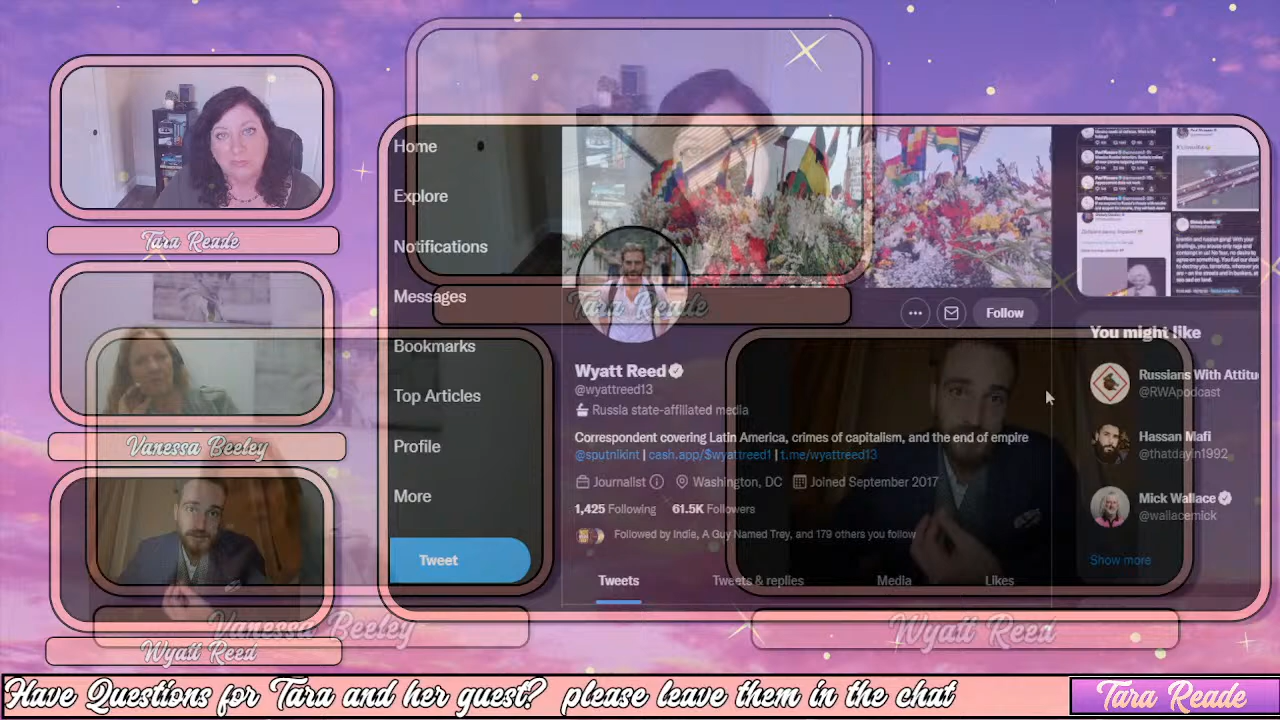 Tara Reade
Vanessa Beeley
Wyatt Reed
Home
Explore
Notifications
Messages
Bookmarks
Top Articles
Profile
More
Tweet
Tara Reade
Follow
Wyatt Reed
@wyattreed13
Russia state-affiliated media
Correspondent covering Latin America, crimes of capitalism, and the end of empire
@sputnikint | cash.app/$wyattreed1 | t.me/wyattreed13
Journalist Washington, DC Joined September 2017
1,425 Following 61.5K Followers
Followed by Indie, A Guy Named Trey, and 179 others you follow
Tweets Tweets & replies Media Likes
You might like
Russians With Attitu
@RWApodcast
Hassan Mafi
@thatdayin1992
Mick Wallace
@wallacemick
Show more
Vanessa Beeley
Wyatt Reed
Have Questions for Tara and her guest? please leave them in the chat
Tara Reade